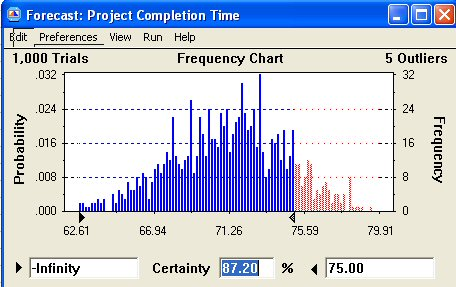 Forecast: Project Completion Time
Edit Preferences View Run Help
1,000 Trials Frequency Chart 5 Outliers
Probability
.032
.024
.016
.008
.000
32
24
16
8
0
Frequency
62.61 66.94 71.26 75.59 79.91
-Infinity Certainty 87.20 % 75.00